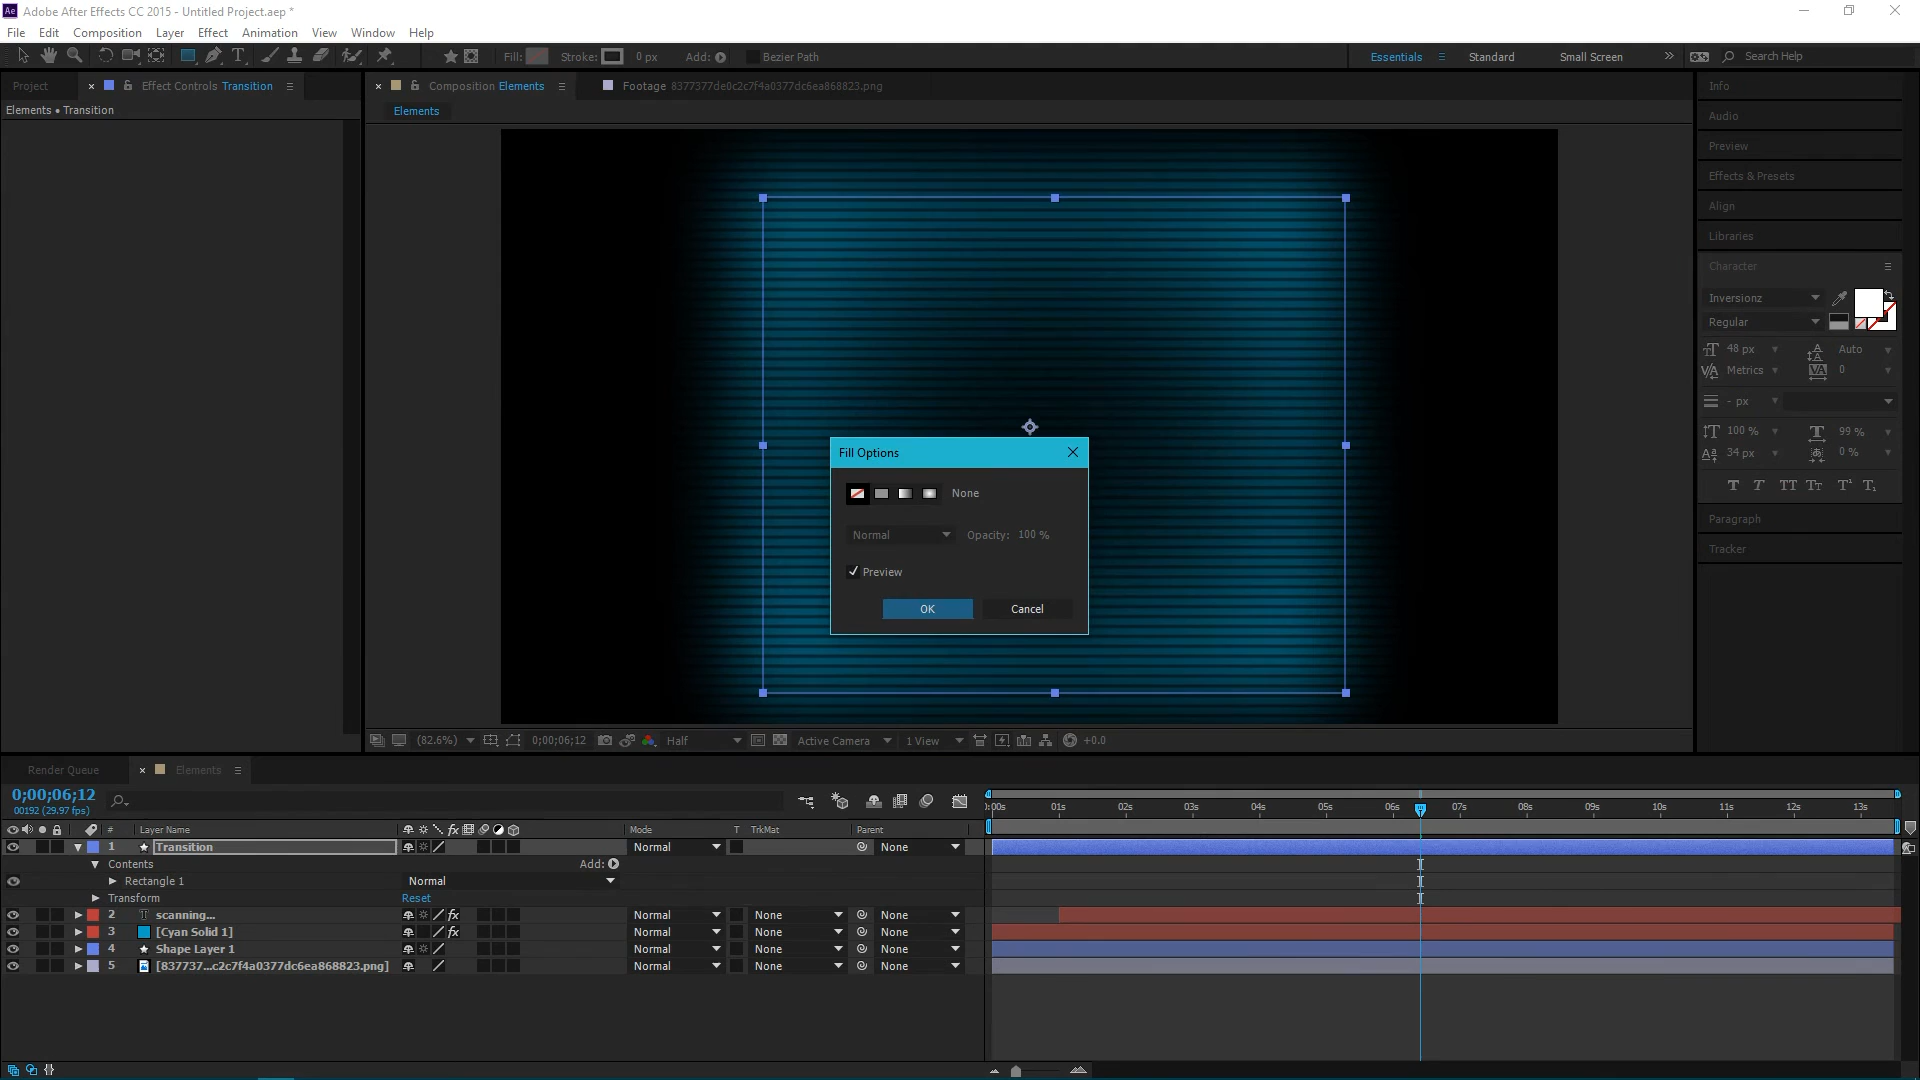 Adobe After Effects CC 2015 - Untitled Project.aep *
File Edit Composition Layer Effect Animation View Window Help
Fill: Stroke: 0 px Add: Bezier Path Essentials Standard Small Screen Search Help
Project Effect Controls Transition Composition Elements Footage 8377377de0c2c7f4a0377dc6ea868823.png
Elements • Transition
Elements
Info
Audio
Preview
Effects & Presets
Align
Libraries
Character
Inversionz
Regular
48 px Auto
Metrics 0
- px
100 % 99 %
34 px 0 %
Paragraph
Tracker
Fill Options
None
Normal Opacity: 100 %
Preview
OK Cancel
(82.6%) 0;00;06;12 Half Active Camera 1 View +0.0
Render Queue Elements
0;00;06;12
00192 (29.97 fps)
0:00s 01s 02s 03s 04s 05s 06s 07s 08s 09s 10s 11s 12s 13s
# Layer Name Mode T TrkMat Parent
1 Transition Normal None
Contents Add:
Rectangle 1 Normal
Transform Reset
2 scanning... Normal None None
3 [Cyan Solid 1] Normal None None
4 Shape Layer 1 Normal None None
5 [837737...c2c7f4a0377dc6ea868823.png] Normal None None